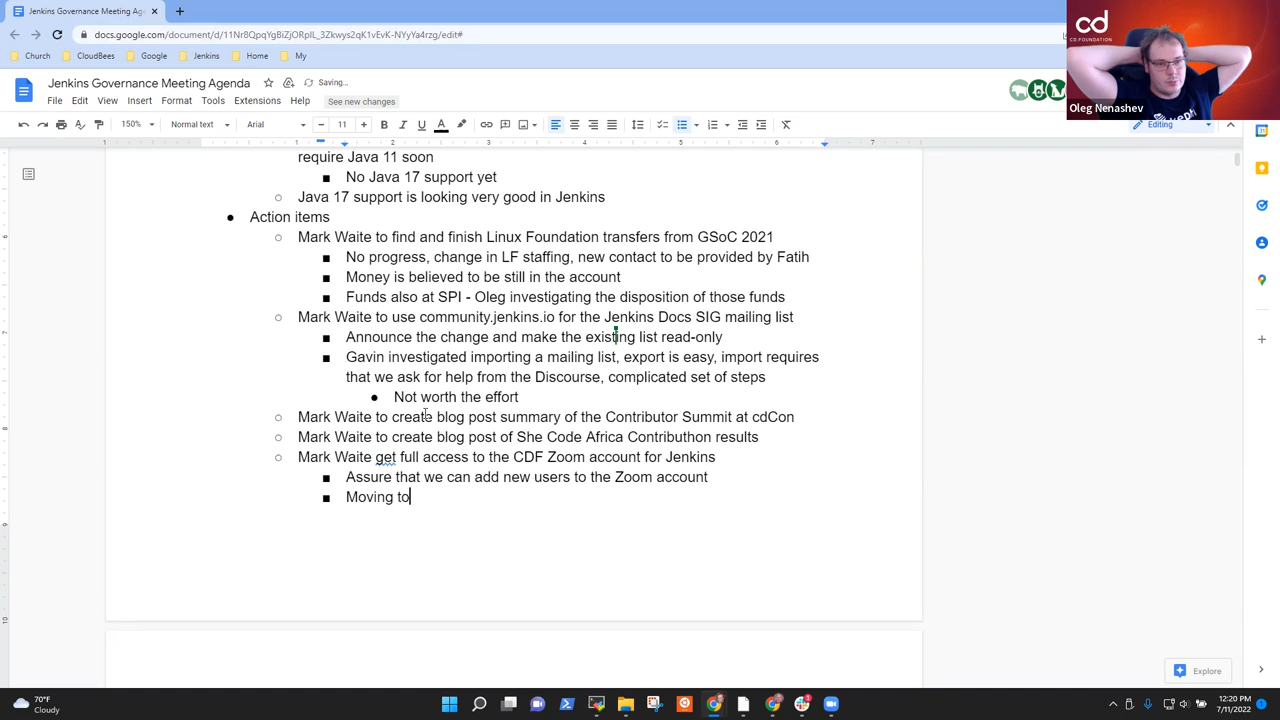 Jenkins Governance Meeting Agenda
docs.google.com/document/d/11Nr8QpqYgBiZjORpIL_3Zkwys2qK1vEvK-NYyYa4rzg/edit#
Church CloudBees Google Jenkins Home My
Jenkins Governance Meeting Agenda Saving...
File Edit View Insert Format Tools Extensions Help See new changes
150% Normal text Arial 11 Editing
cd
CD FOUNDATION
Oleg Nenashev
require Java 11 soon
No Java 17 support yet
Java 17 support is looking very good in Jenkins
Action items
Mark Waite to find and finish Linux Foundation transfers from GSoC 2021
No progress, change in LF staffing, new contact to be provided by Fatih
Money is believed to be still in the account
Funds also at SPI - Oleg investigating the disposition of those funds
Mark Waite to use community.jenkins.io for the Jenkins Docs SIG mailing list
Announce the change and make the existing list read-only
Gavin investigated importing a mailing list, export is easy, import requires
that we ask for help from the Discourse, complicated set of steps
Not worth the effort
Mark Waite to create blog post summary of the Contributor Summit at cdCon
Mark Waite to create blog post of She Code Africa Contributhon results
Mark Waite get full access to the CDF Zoom account for Jenkins
Assure that we can add new users to the Zoom account
Moving to
Explore
70°F
Cloudy
12:20 PM
7/11/2022